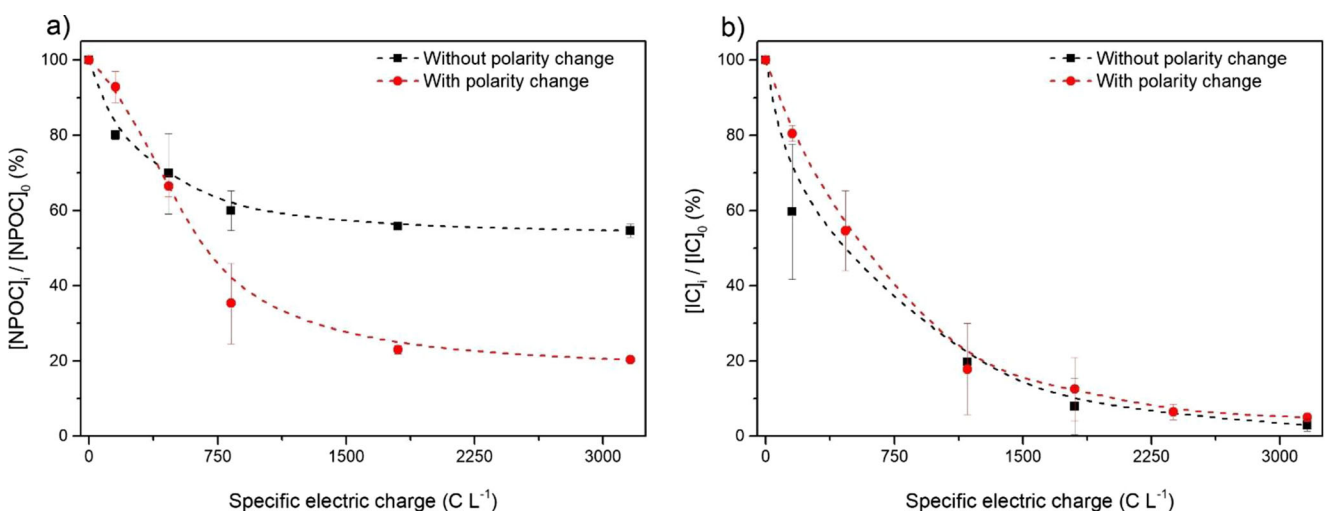 a)
Without polarity change
With polarity change
[NPOC]i / [NPOC]0 (%)
100
80
60
40
20
0
0 750 1500 2250 3000
Specific electric charge (C L-1)
b)
Without polarity change
With polarity change
[IC]i / [IC]0 (%)
100
80
60
40
20
0
0 750 1500 2250 3000
Specific electric charge (C L-1)